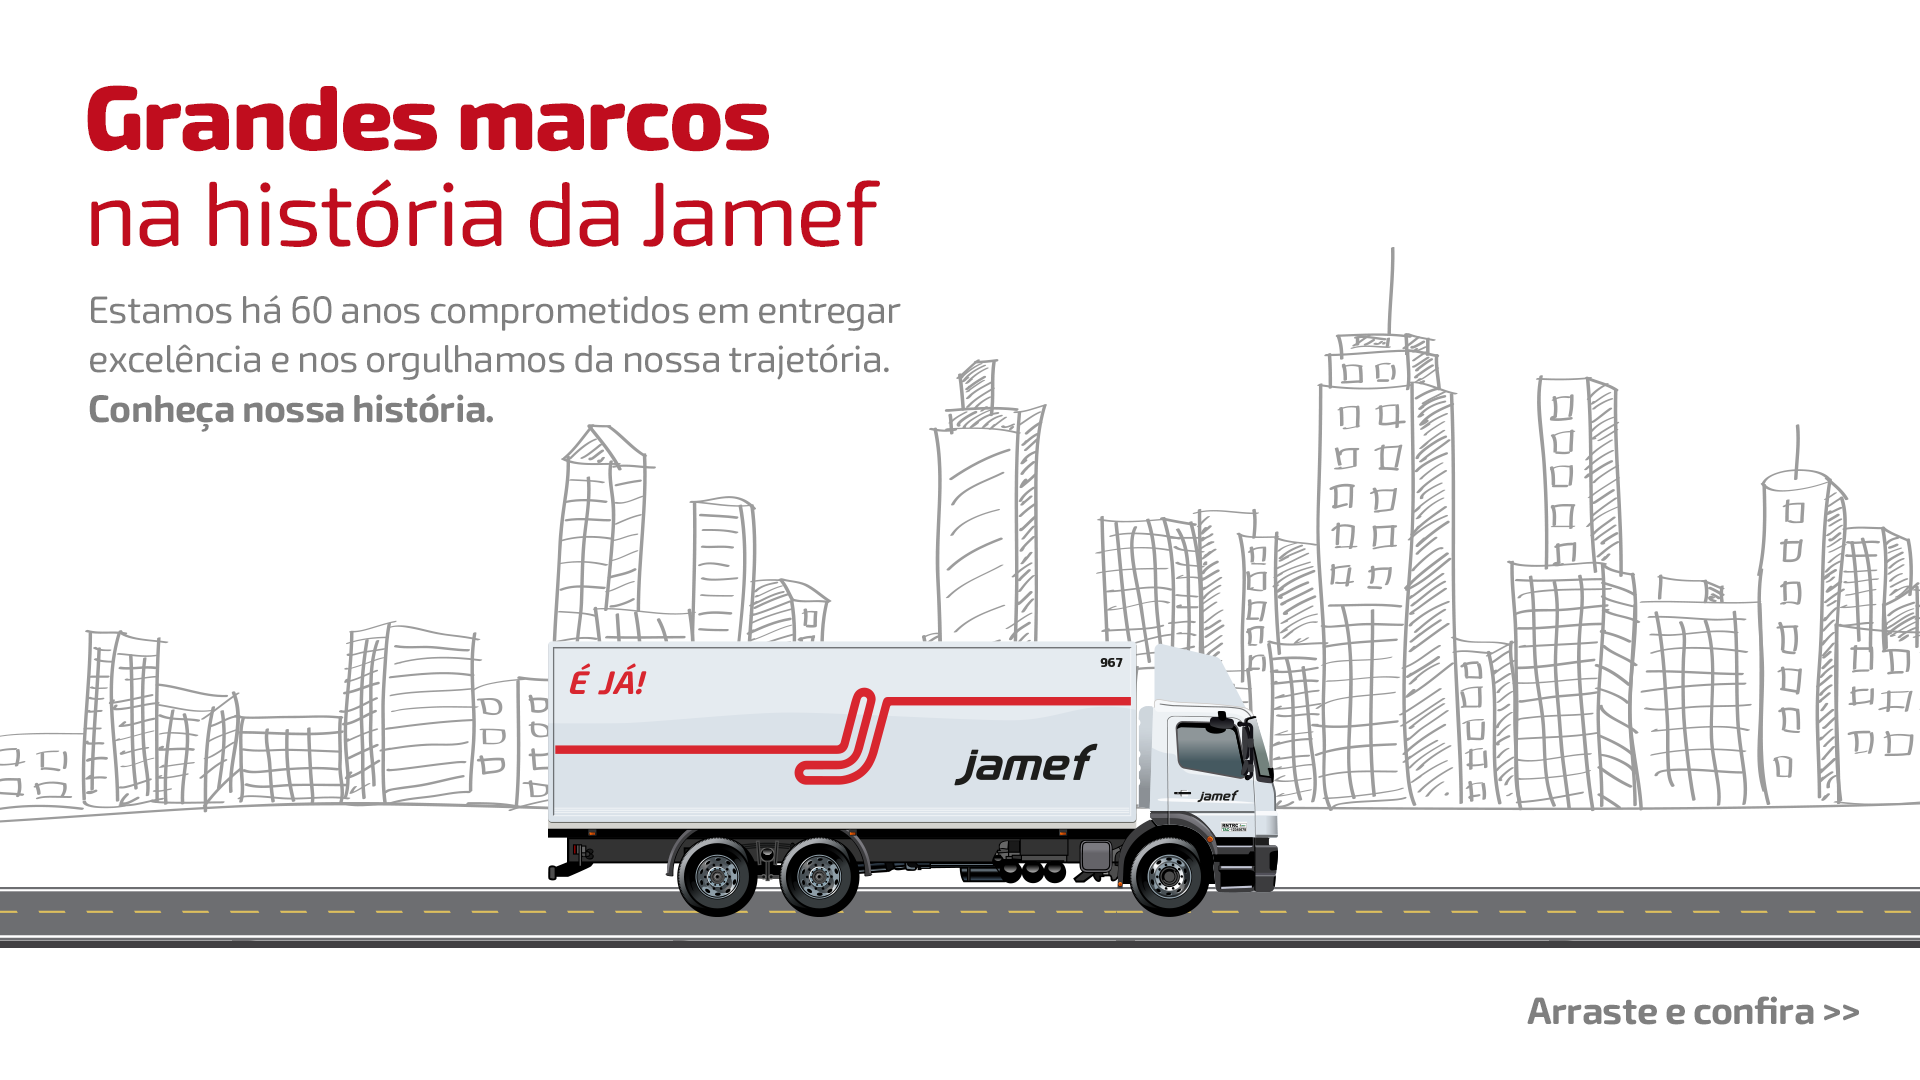 Grandes marcos
na história da Jamef
Estamos há 60 anos comprometidos em entregar
excelência e nos orgulhamos da nossa trajetória.
Conheça nossa história.
É JÁ!
967
jamef
jamef
RNTRC
Arraste e confira >>